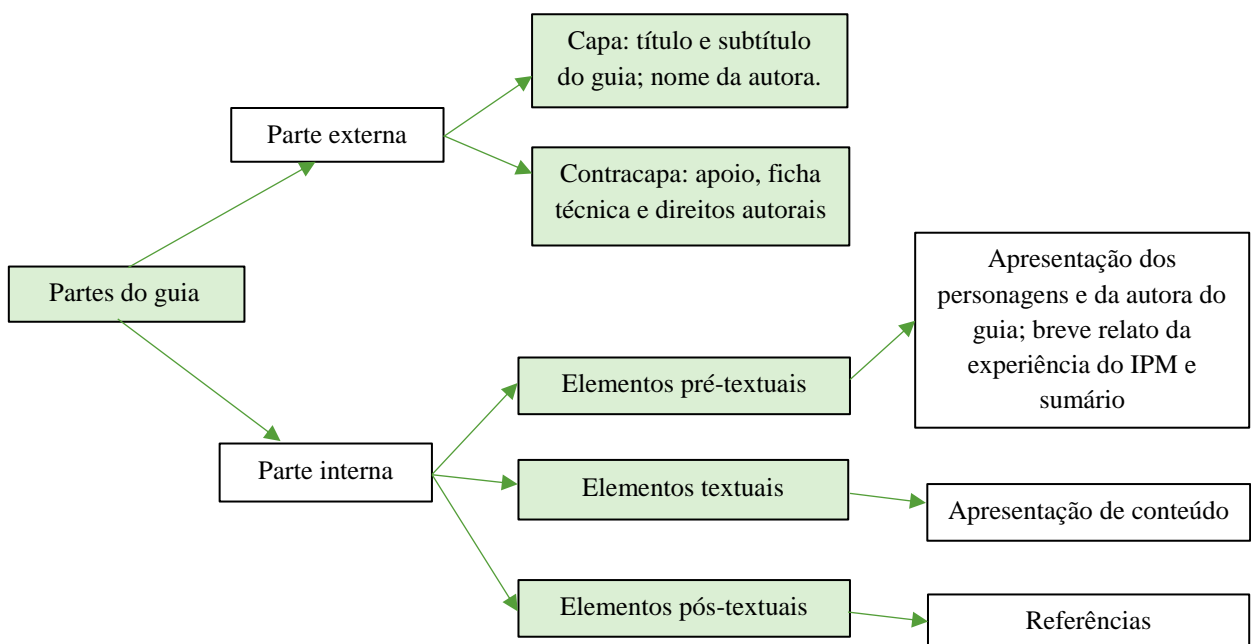 Capa: título e subtítulo
do guia; nome da autora.
Parte externa
Contracapa: apoio, ficha
técnica e direitos autorais
Partes do guia
Apresentação dos
personagens e da autora do
guia; breve relato da
experiência do IPM e
sumário
Elementos pré-textuais
Parte interna
Elementos textuais
Apresentação de conteúdo
Elementos pós-textuais
Referências